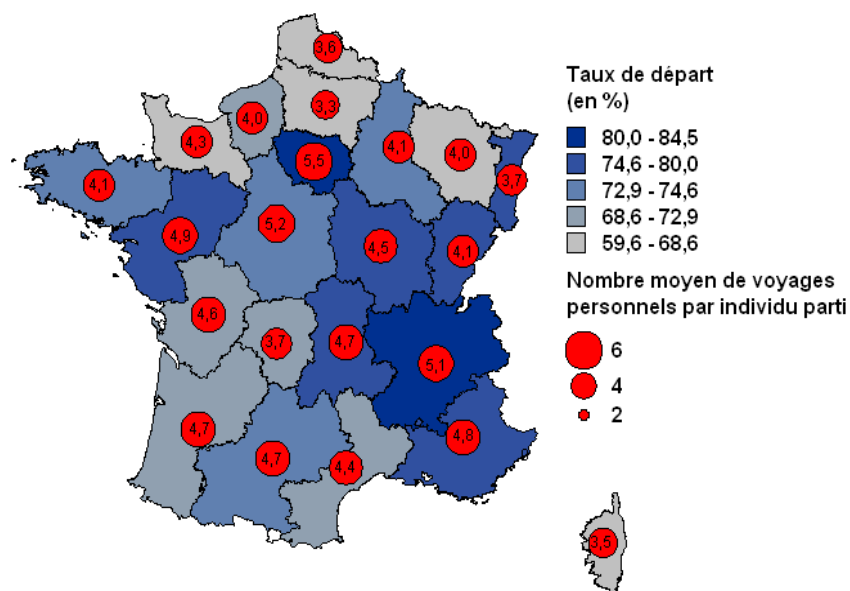 3,6
3,3
4,0
4,3
4,1
4,0
5,5
3,7
4,1
5,2
4,9
4,5
4,1
4,6
3,7
4,7
5,1
4,7
4,8
4,7
4,4
3,5
Taux de départ
(en %)
80,0 - 84,5
74,6 - 80,0
72,9 - 74,6
68,6 - 72,9
59,6 - 68,6
Nombre moyen de voyages
personnels par individu parti
6
4
2